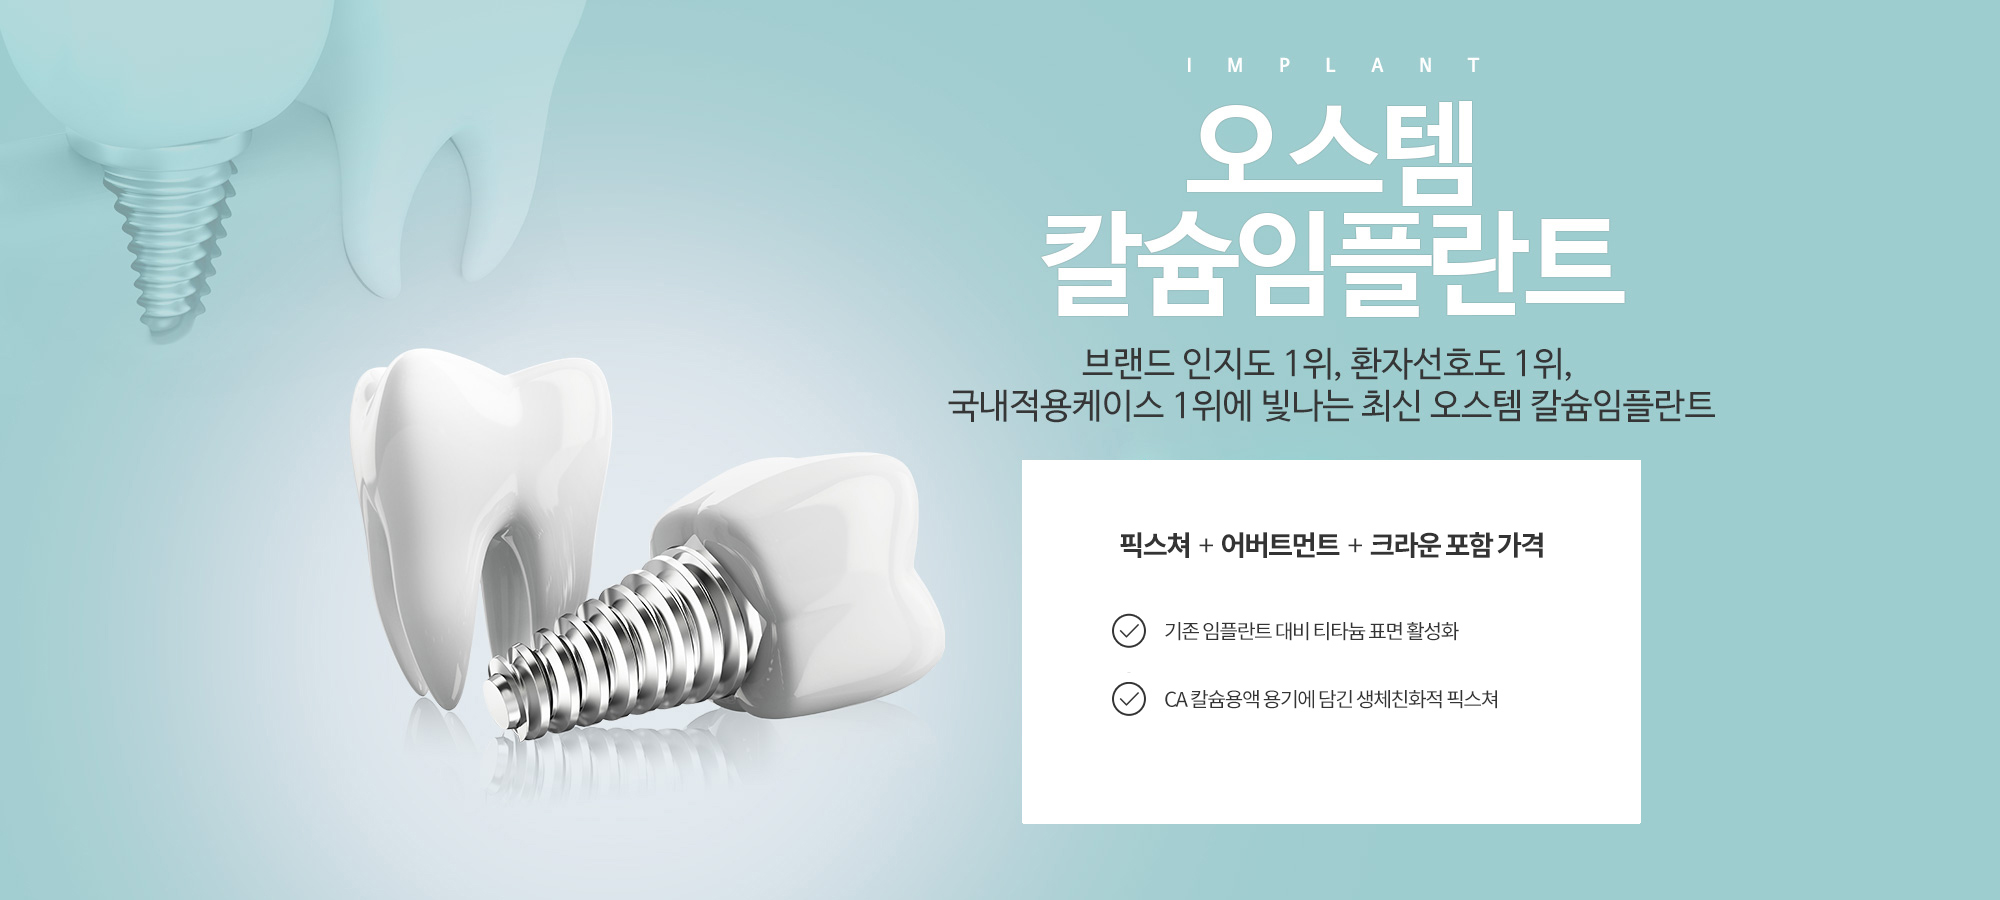 IMPLANT
오스템
칼슘임플란트
브랜드 인지도 1위, 환자선호도 1위,
국내적용케이스 1위에 빛나는 최신 오스템 칼슘임플란트
픽스쳐 + 어버트먼트 + 크라운 포함 가격
기존 임플란트 대비 티타늄 표면 활성화
CA 칼슘용액 용기에 담긴 생체친화적 픽스쳐